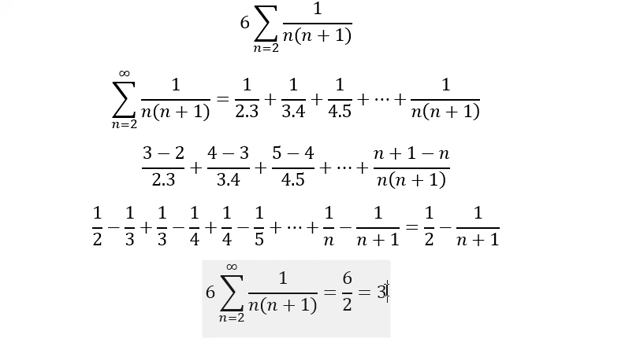 6 ∑_{n=2} 1/(n(n + 1))
∑_{n=2}^{∞} 1/(n(n + 1)) = 1/2.3 + 1/3.4 + 1/4.5 + ⋯ + 1/(n(n + 1))
(3 − 2)/2.3 + (4 − 3)/3.4 + (5 − 4)/4.5 + ⋯ + (n + 1 − n)/(n(n + 1))
1/2 − 1/3 + 1/3 − 1/4 + 1/4 − 1/5 + ⋯ + 1/n − 1/(n + 1) = 1/2 − 1/(n + 1)
6 ∑_{n=2}^{∞} 1/(n(n + 1)) = 6/2 = 3